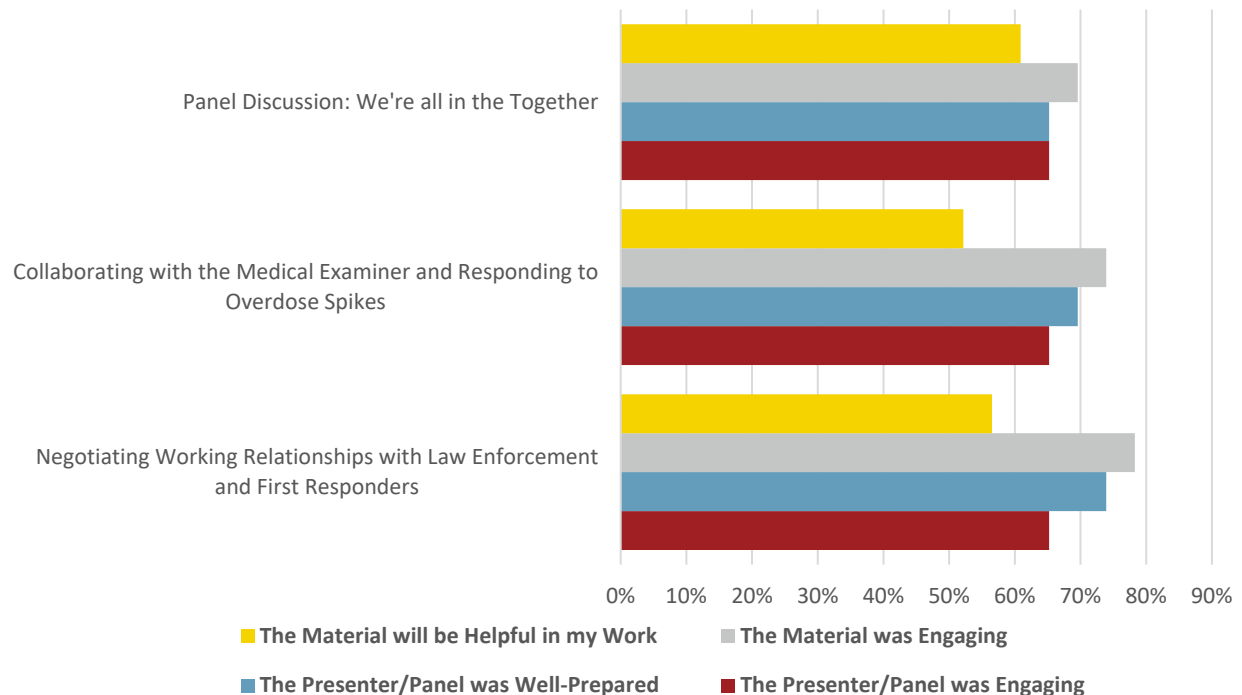 Panel Discussion: We're all in the Together
Collaborating with the Medical Examiner and Responding to
Overdose Spikes
Negotiating Working Relationships with Law Enforcement
and First Responders
0% 10% 20% 30% 40% 50% 60% 70% 80% 90%
The Material will be Helpful in my Work The Material was Engaging
The Presenter/Panel was Well-Prepared The Presenter/Panel was Engaging